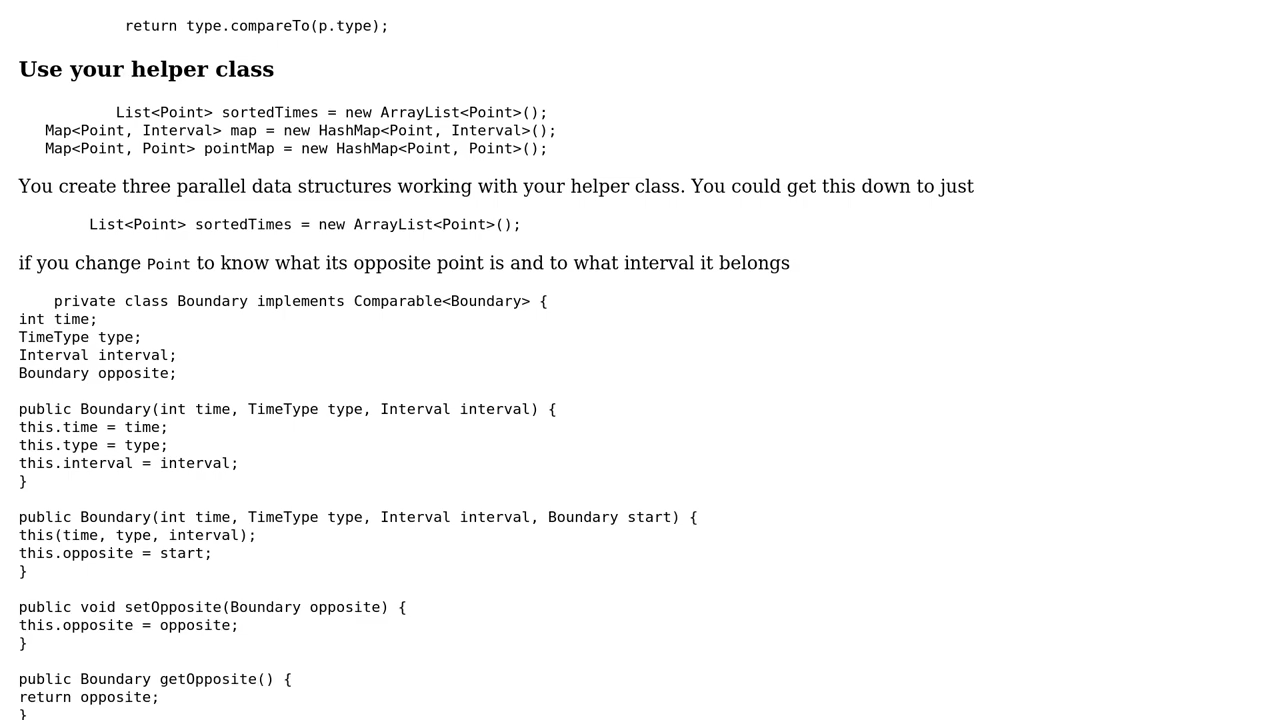 return type.compareTo(p.type);
Use your helper class
List<Point> sortedTimes = new ArrayList<Point>();
Map<Point, Interval> map = new HashMap<Point, Interval>();
Map<Point, Point> pointMap = new HashMap<Point, Point>();
You create three parallel data structures working with your helper class. You could get this down to just
List<Point> sortedTimes = new ArrayList<Point>();
if you change Point to know what its opposite point is and to what interval it belongs
private class Boundary implements Comparable<Boundary> {
int time;
TimeType type;
Interval interval;
Boundary opposite;
public Boundary(int time, TimeType type, Interval interval) {
this.time = time;
this.type = type;
this.interval = interval;
}
public Boundary(int time, TimeType type, Interval interval, Boundary start) {
this(time, type, interval);
this.opposite = start;
}
public void setOpposite(Boundary opposite) {
this.opposite = opposite;
}
public Boundary getOpposite() {
return opposite;
}